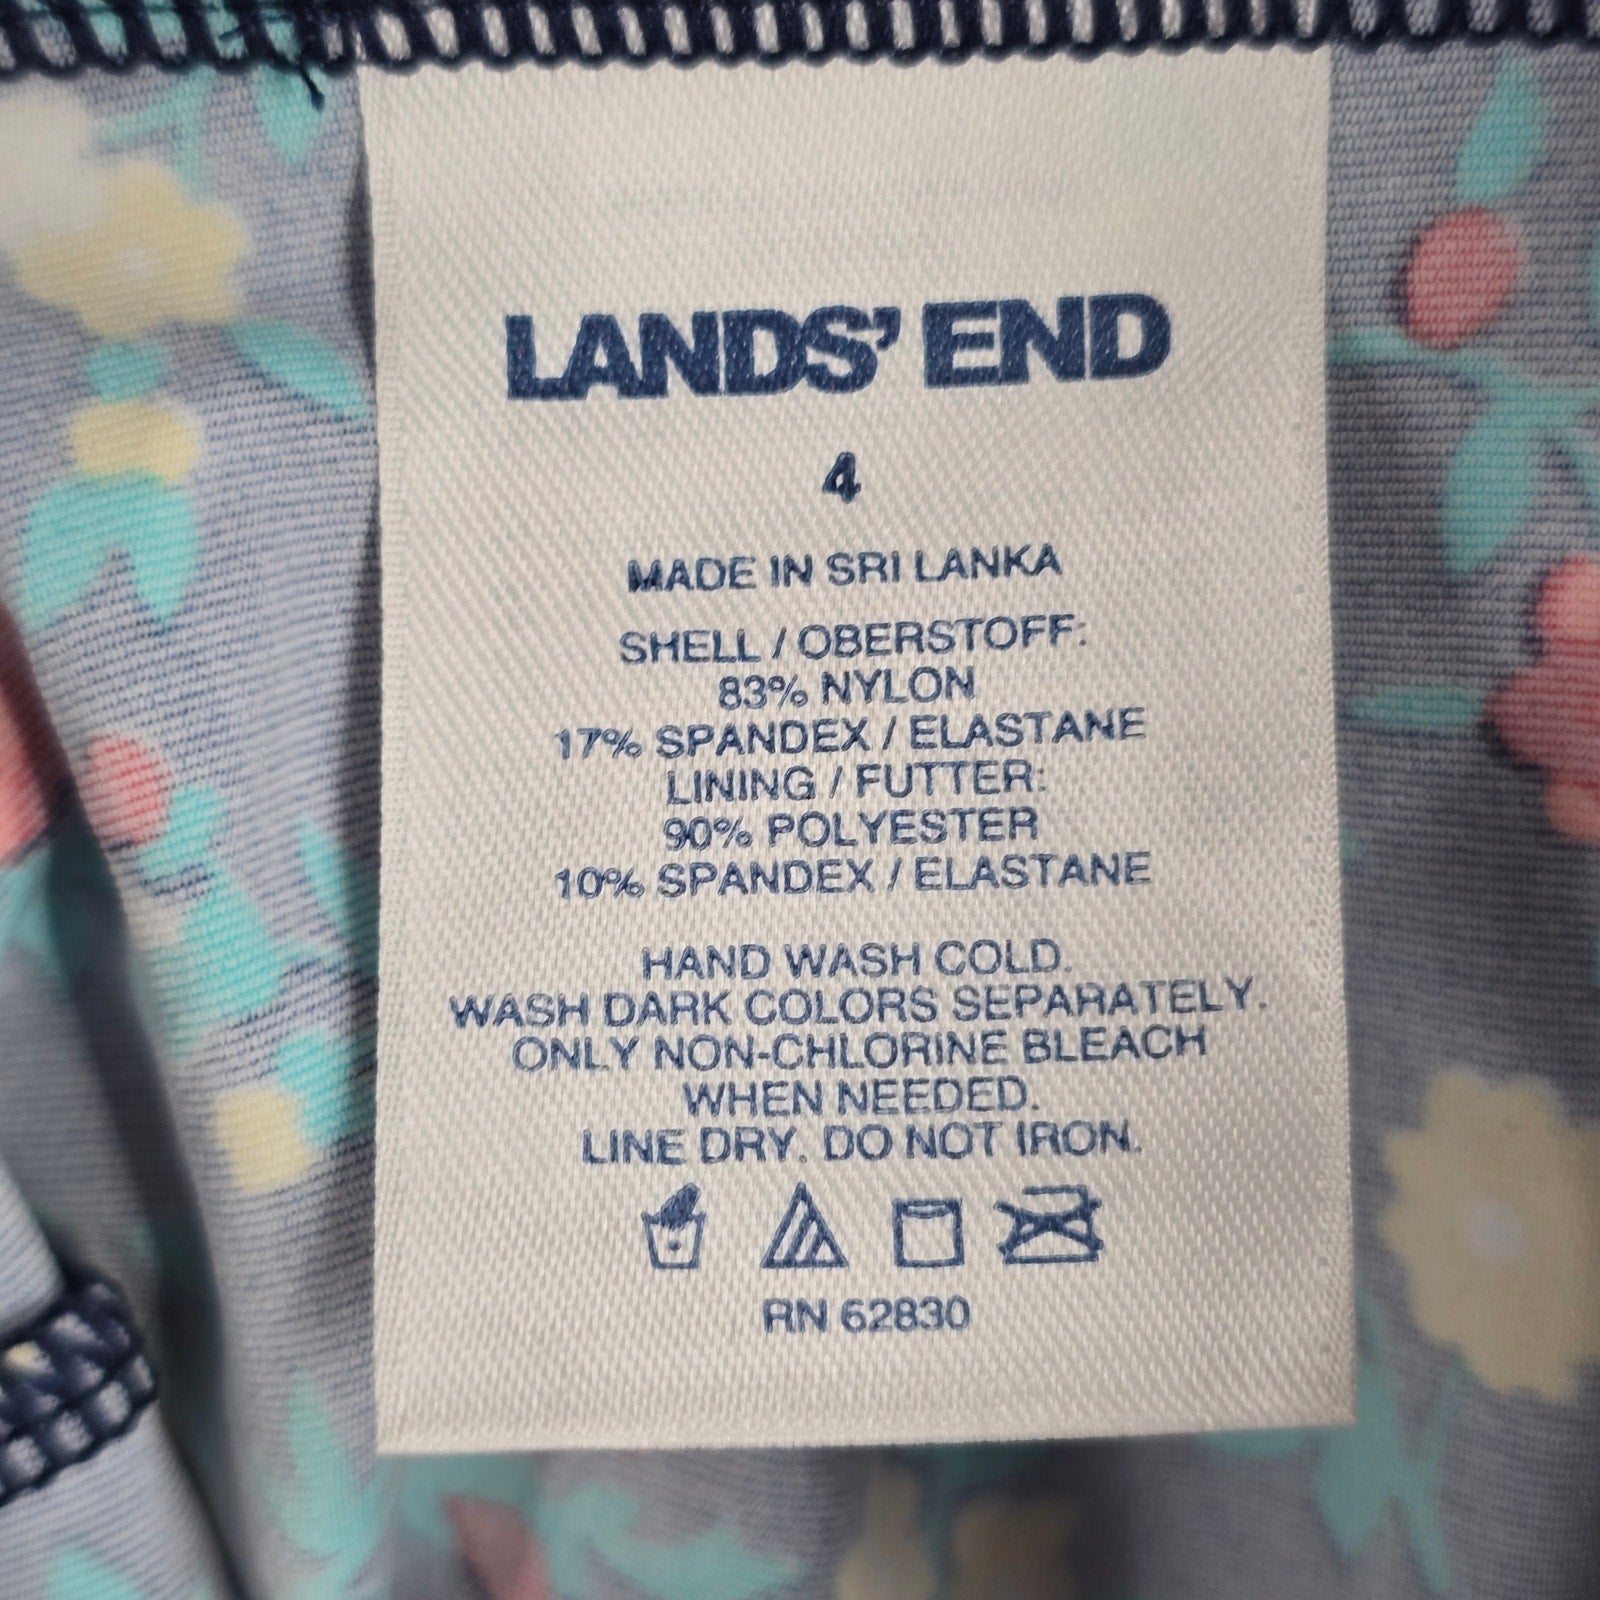 LANDS' END
4
MADE IN SRI LANKA
SHELL / OBERSTOFF:
83% NYLON
17% SPANDEX / ELASTANE
LINING / FUTTER:
90% POLYESTER
10% SPANDEX / ELASTANE
HAND WASH COLD.
WASH DARK COLORS SEPARATELY.
ONLY NON-CHLORINE BLEACH
WHEN NEEDED.
LINE DRY. DO NOT IRON.
RN 62830